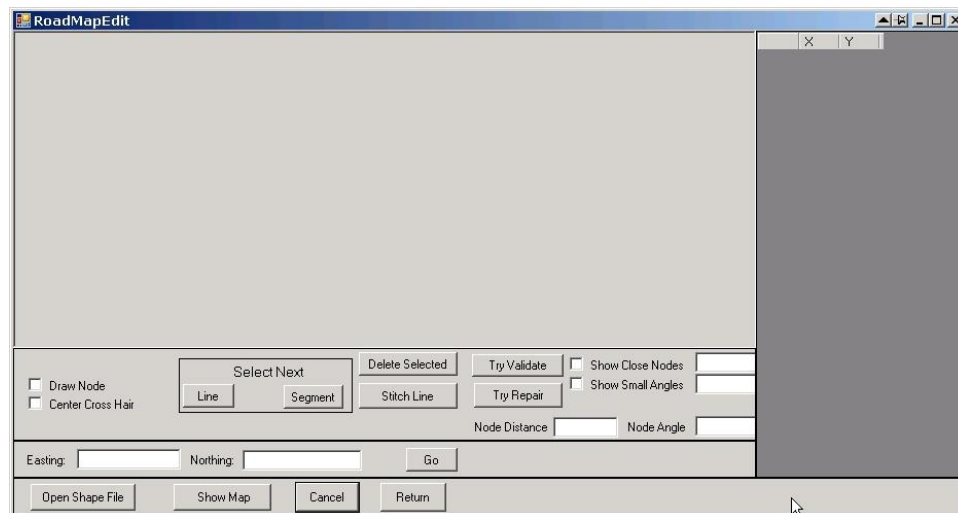 RoadMapEdit
X Y
Select Next
Line Segment
Draw Node
Center Cross Hair
Delete Selected
Stitch Line
Try Validate
Try Repair
Show Close Nodes
Show Small Angles
Node Distance Node Angle
Easting: Northing: Go
Open Shape File Show Map Cancel Return